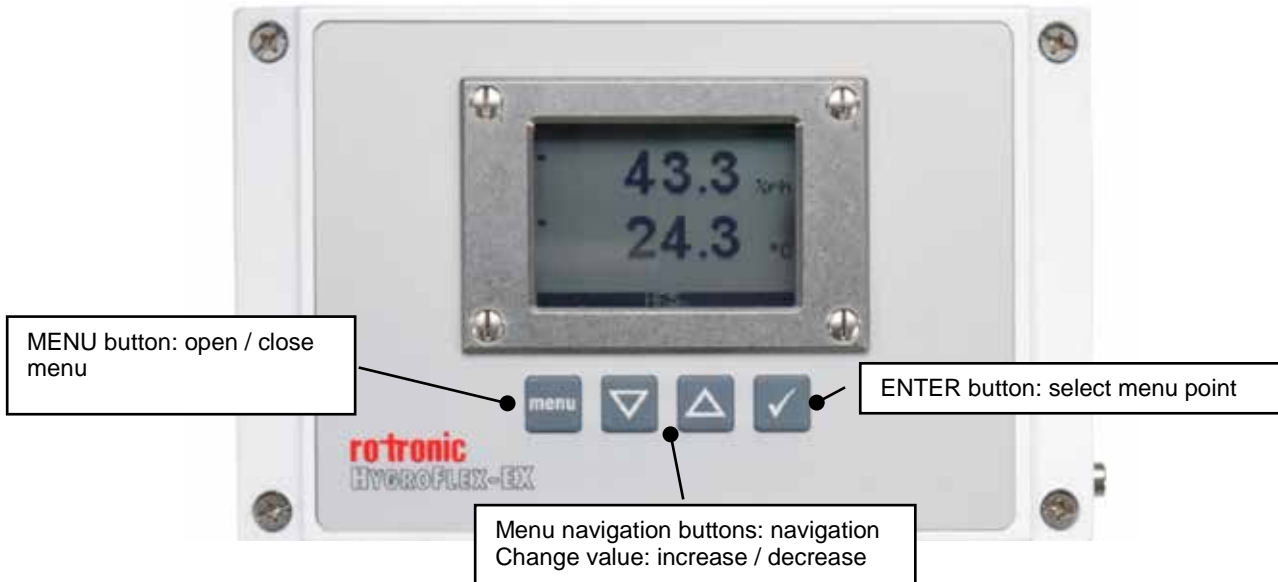 43.3 %rh
24.3 °C
MENU button: open / close
menu
ENTER button: select menu point
menu
rotronic
HYGROFLEX-EX
Menu navigation buttons: navigation
Change value: increase / decrease